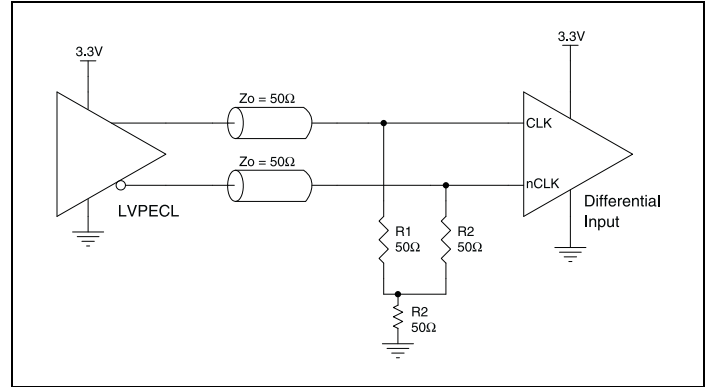 3.3V
3.3V
Zo = 50Ω
CLK
Zo = 50Ω
nCLK
LVPECL
Differential
Input
R1
50Ω
R2
50Ω
R2
50Ω